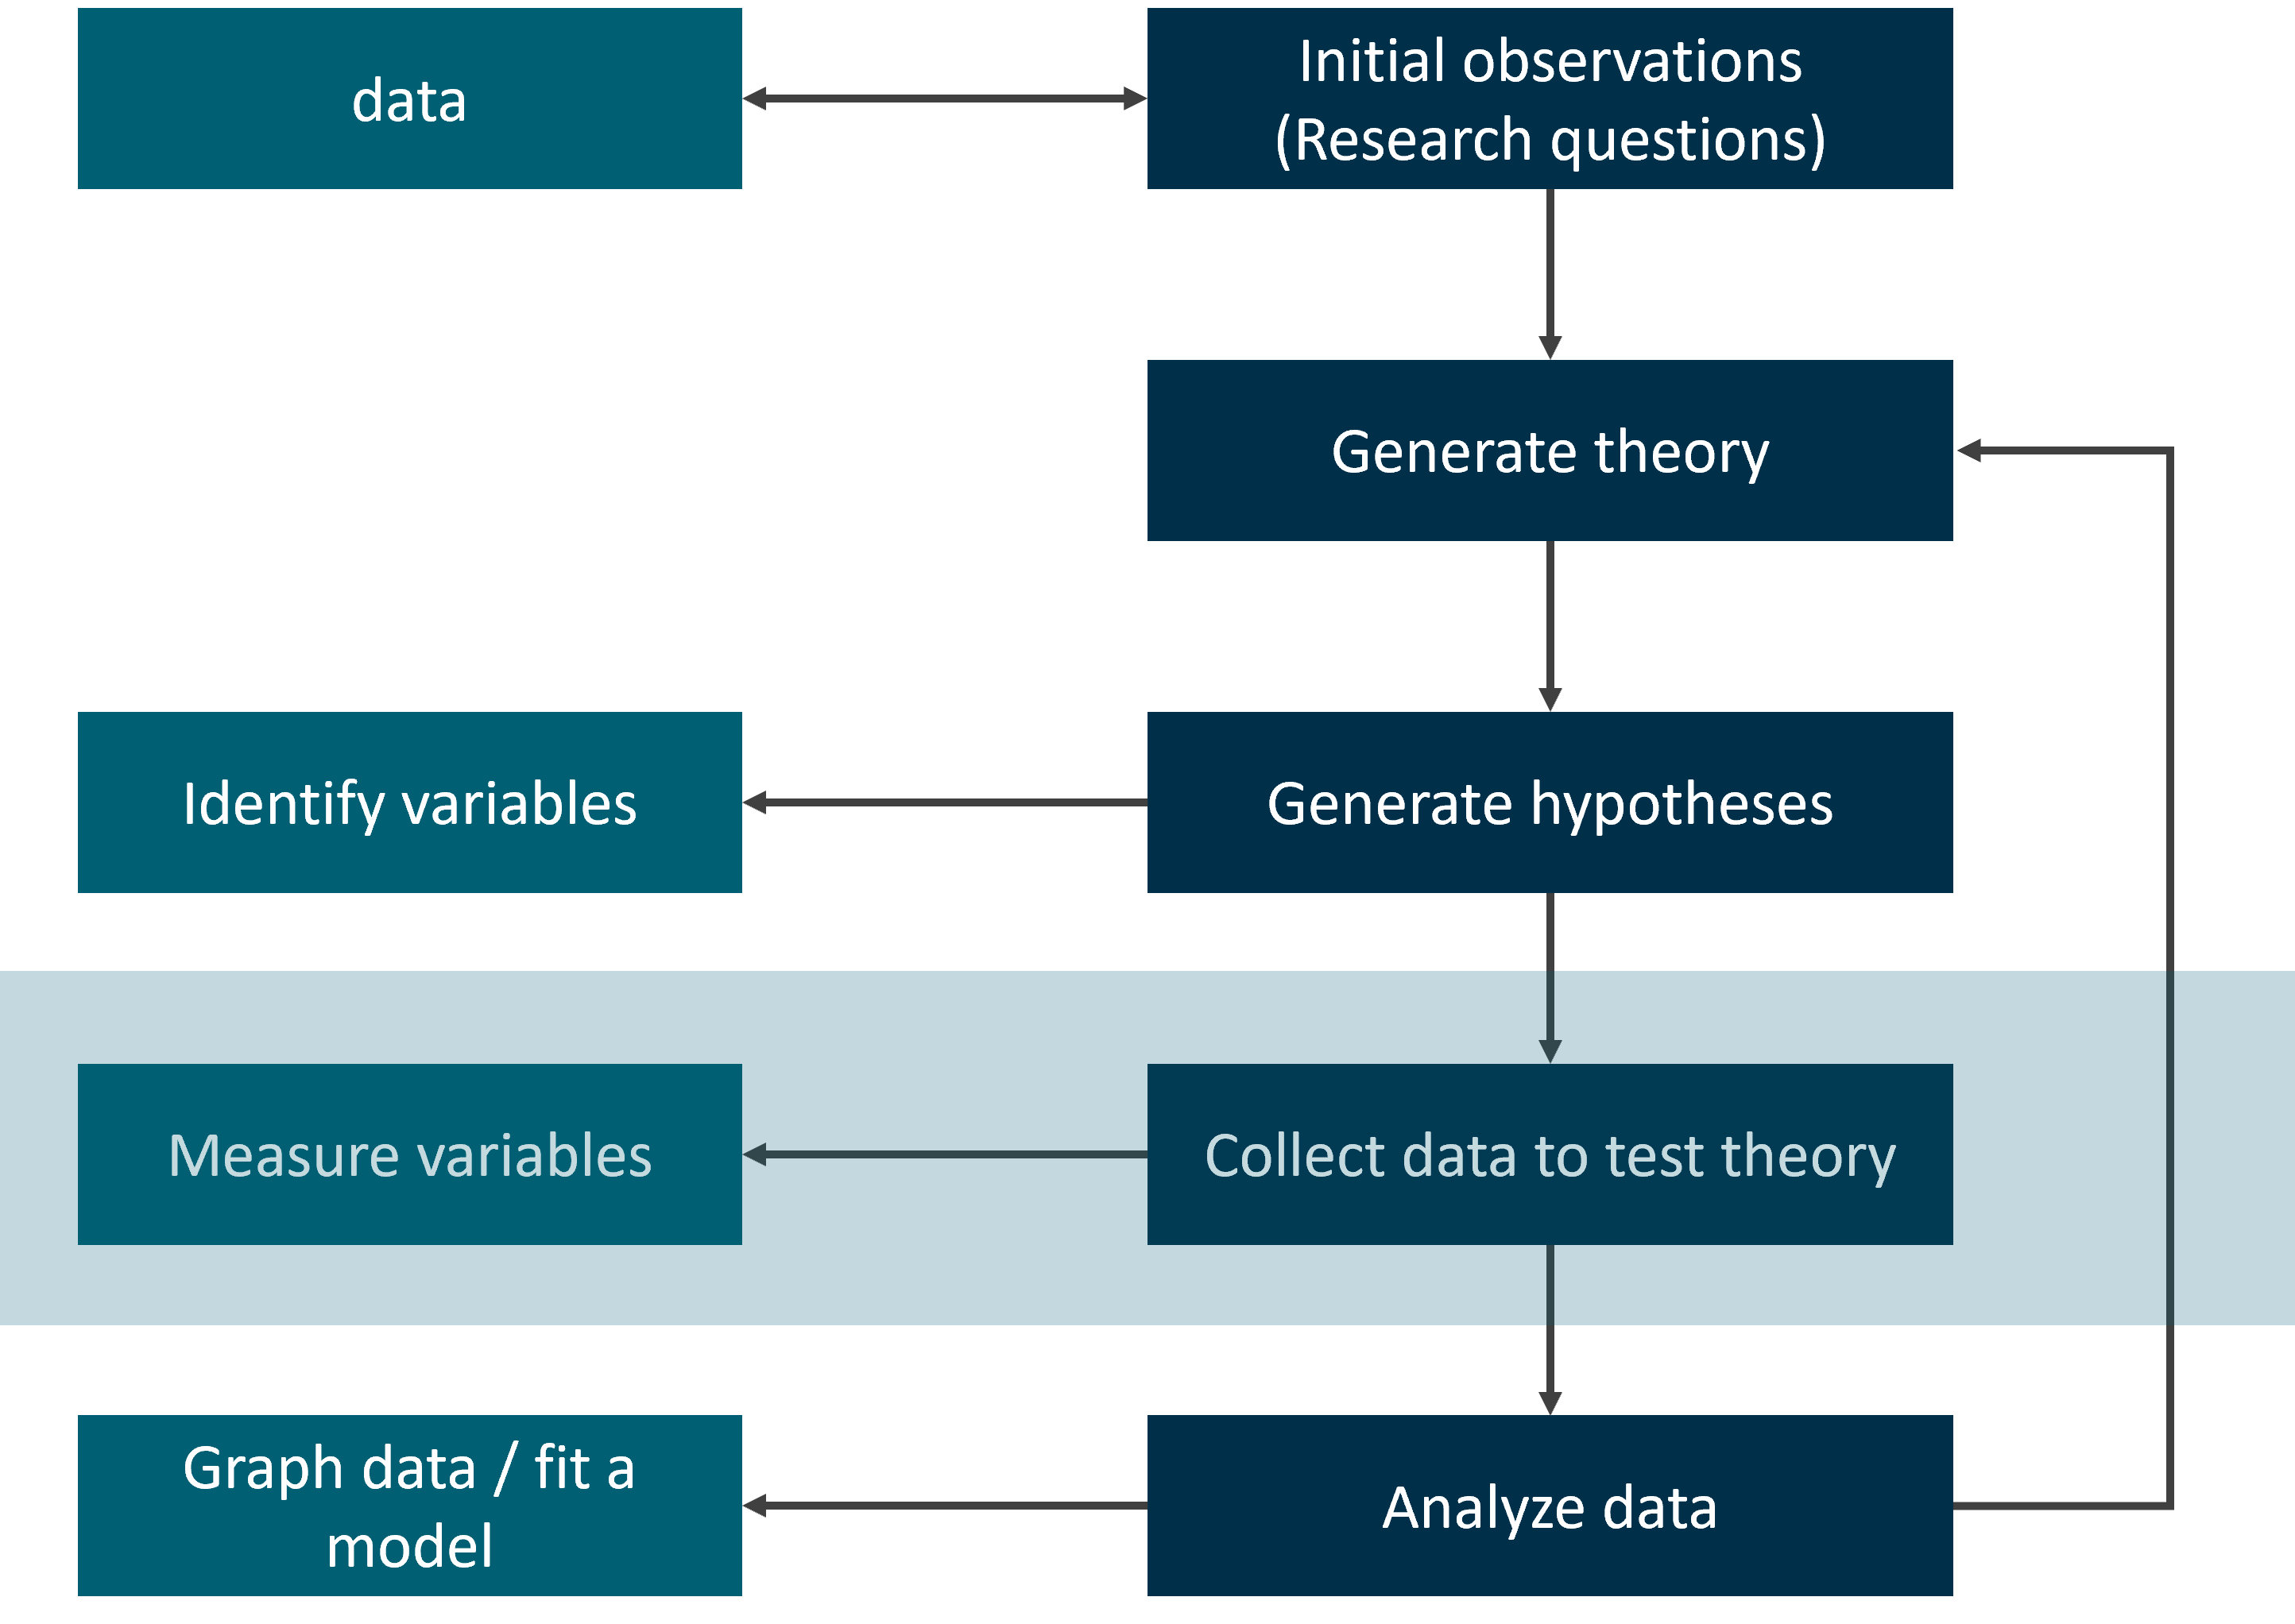 data
Initial observations
(Research questions)
Generate theory
Identify variables
Generate hypotheses
Measure variables
Collect data to test theory
Graph data / fit a
model
Analyze data